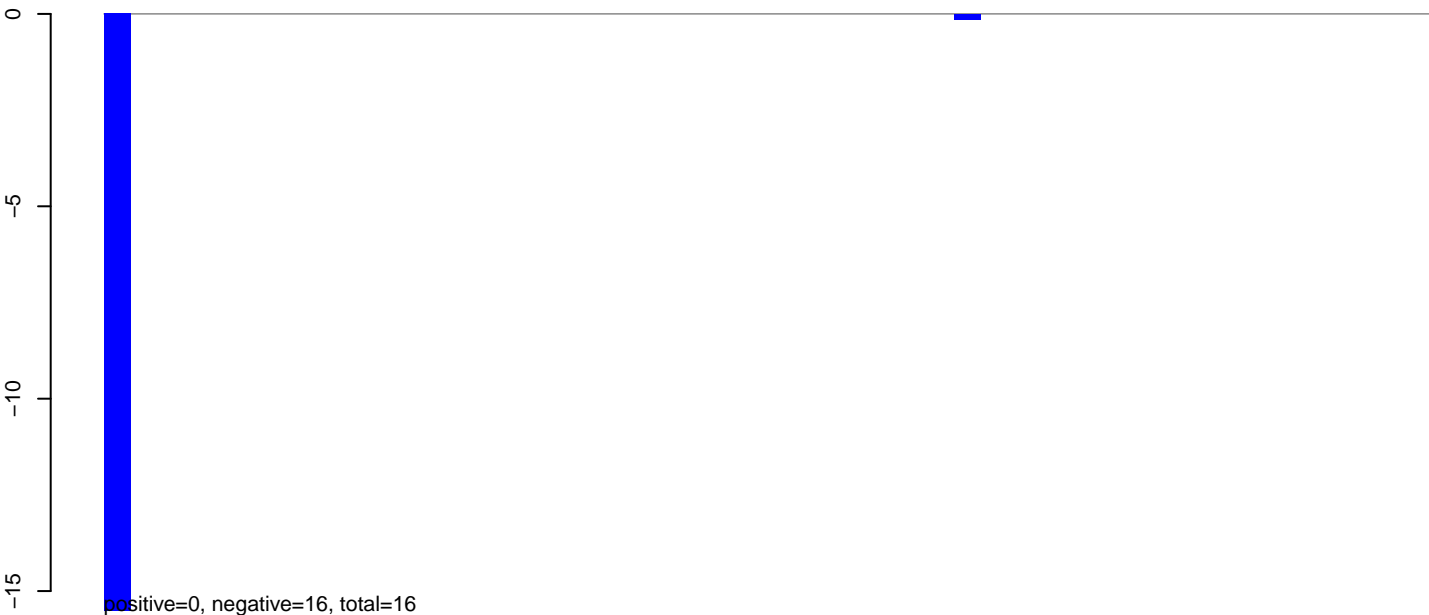 0
−5
−10
−15
positive=0, negative=16, total=16